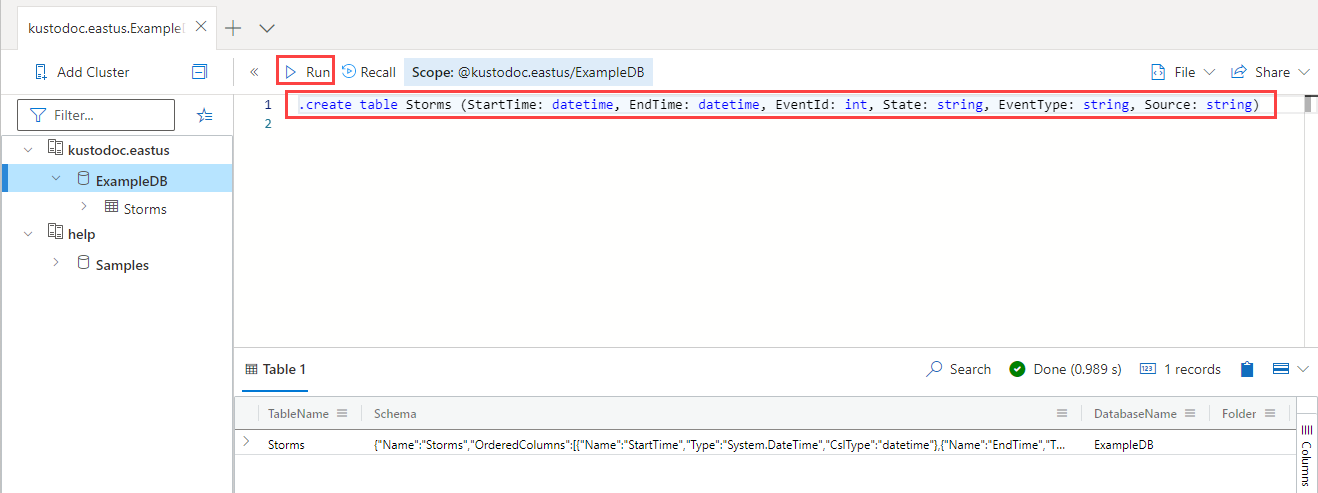 kustodoc.eastus.Example
Add Cluster
Run
Recall
Scope: @kustodoc.eastus/ExampleDB
File
Share
Filter...
kustodoc.eastus
ExampleDB
Storms
help
Samples
1 .create table Storms (StartTime: datetime, EndTime: datetime, EventId: int, State: string, EventType: string, Source: string)
2
Table 1
Search
Done (0.989 s)
123
1 records
TableName
Schema
DatabaseName
Folder
Storms
{"Name":"Storms","OrderedColumns":[{"Name":"StartTime","Type":"System.DateTime","CslType":"datetime"},{"Name":"EndTime","T...
ExampleDB
Columns